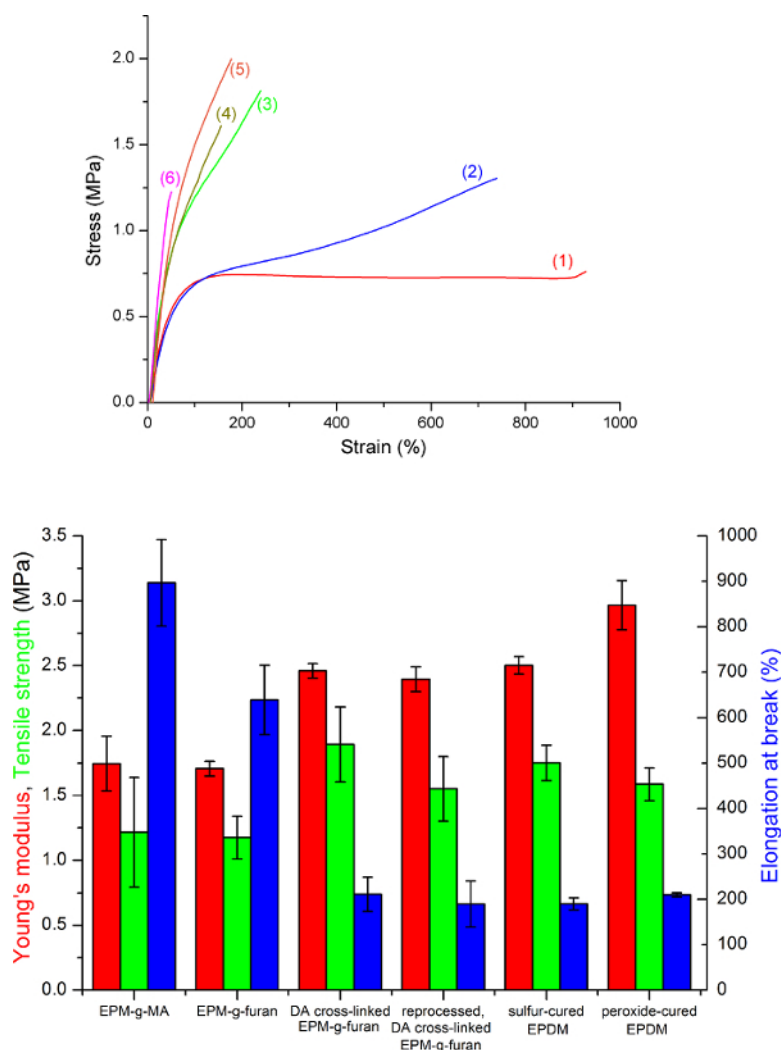 2.0
1.5
1.0
0.5
0.0
Stress (MPa)
(5)
(4)
(3)
(6)
(2)
(1)
0
200
400
600
800
1000
Strain (%)
3.5
3.0
2.5
2.0
1.5
1.0
0.5
0.0
Young's modulus, Tensile strength (MPa)
1000
900
800
700
600
500
400
300
200
100
0
Elongation at break (%)
EPM-g-MA
EPM-g-furan
DA cross-linked
EPM-g-furan
reprocessed,
DA cross-linked
EPM-g-furan
sulfur-cured
EPDM
peroxide-cured
EPDM